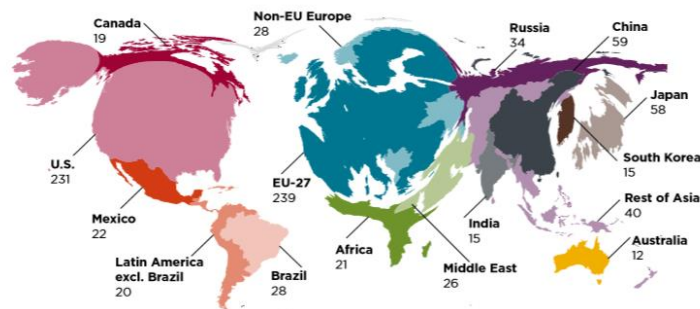 Canada
19
Non-EU Europe
28
Russia
34
China
59
Japan
58
U.S.
231
EU-27
239
South Korea
15
Mexico
22
India
15
Rest of Asia
40
Africa
21
Middle East
26
Australia
12
Latin America
excl. Brazil
20
Brazil
28